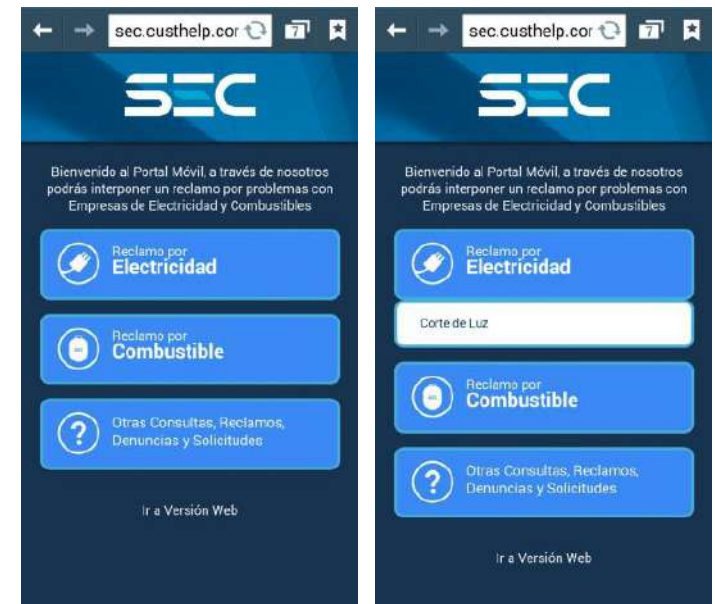 sec.custhelp.cor
7
SEC
Bienvenido al Portal Móvil, a través de nosotros
podrás interponer un reclamo por problemas con
Empresas de Electricidad y Combustibles
Reclamo por
Electricidad
Reclamo por
Combustible
Otras Consultas, Reclamos,
Denuncias y Solicitudes
Ir a Versión Web
sec.custhelp.cor
7
SEC
Bienvenido al Portal Móvil, a través de nosotros
podrás interponer un reclamo por problemas con
Empresas de Electricidad y Combustibles
Reclamo por
Electricidad
Corte de Luz
Reclamo por
Combustible
Otras Consultas, Reclamos,
Denuncias y Solicitudes
Ir a Versión Web